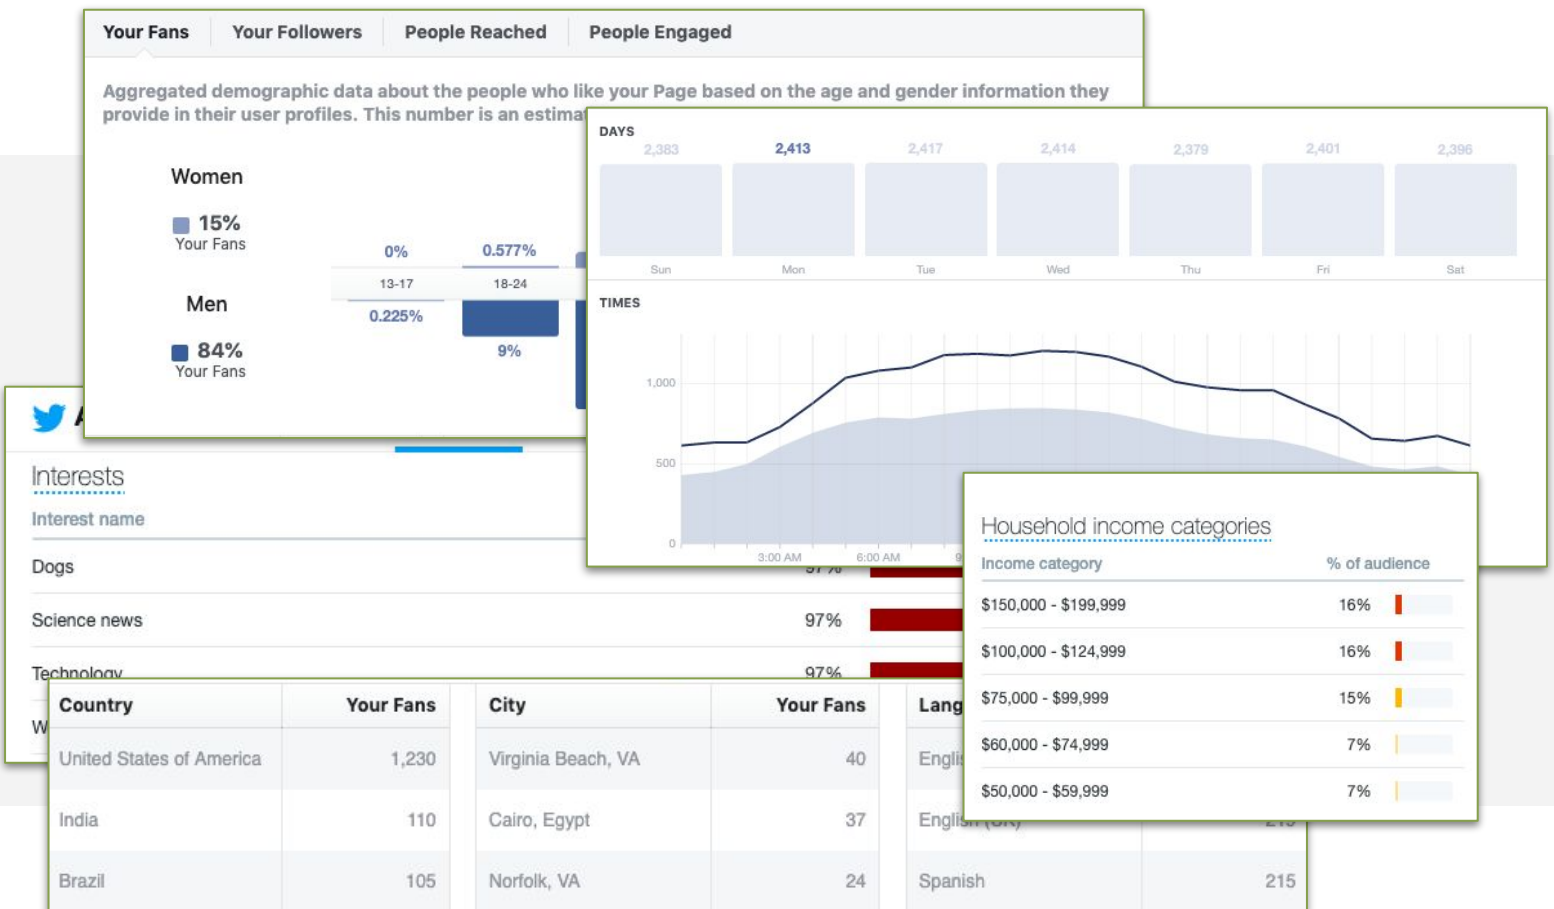 Your Fans Your Followers People Reached People Engaged
Aggregated demographic data about the people who like your Page based on the age and gender information they
provide in their user profiles. This number is an
Women
15%
Your Fans
0% 0.577%
13-17 18-24
Men
0.225%
84%
9%
Your Fans
DAYS
2,383 2,413 2,417 2,414 2,379 2,401 2,396
Sun Mon Tue Wed Thu Fri Sat
TIMES
1,000
500
0
3:00 AM 6:00 AM
Interests
Interest name
Dogs 97%
Science news 97%
Technology 97%
Household income categories
Income category % of audience
$150,000 - $199,999 16%
$100,000 - $124,999 16%
$75,000 - $99,999 15%
$60,000 - $74,999 7%
$50,000 - $59,999 7%
Country Your Fans City Your Fans
United States of America 1,230 Virginia Beach, VA 40
India 110 Cairo, Egypt 37 English (UK)
Brazil 105 Norfolk, VA 24 Spanish 215